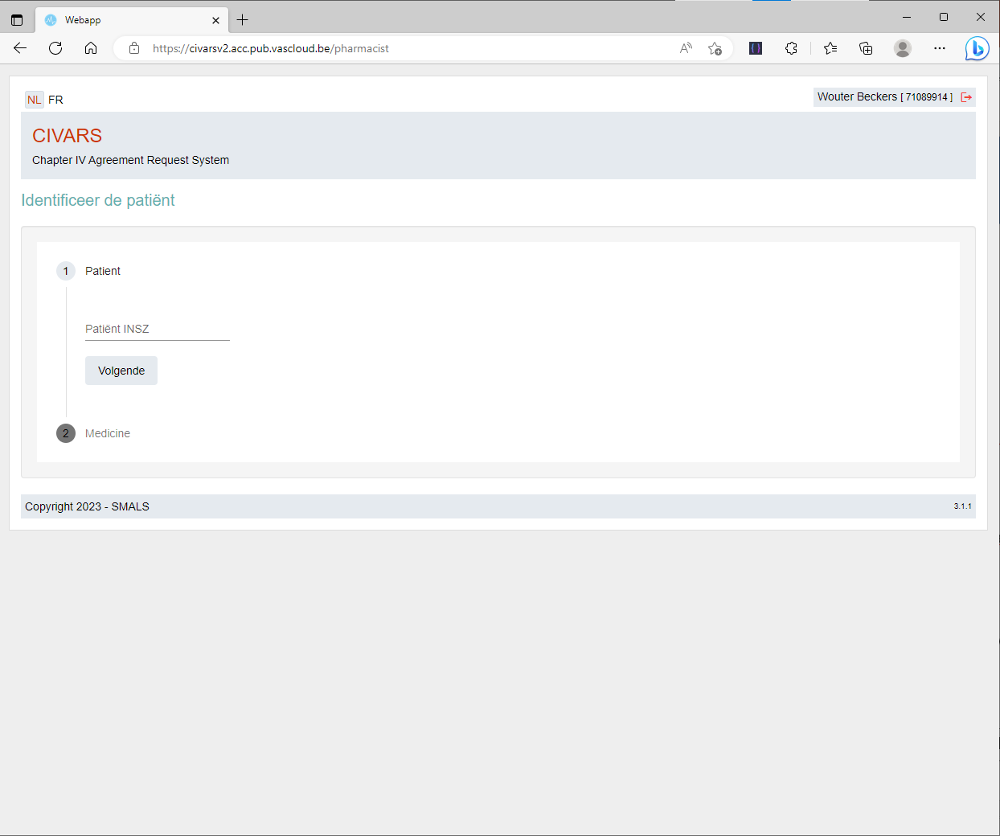 Webapp
https://civarsv2.acc.pub.vascloud.be/pharmacist
NL FR
Wouter Beckers [ 71089914 ]
CIVARS
Chapter IV Agreement Request System
Identificeer de patiënt
1 Patient
Patiënt INSZ
Volgende
2 Medicine
Copyright 2023 - SMALS
3.1.1